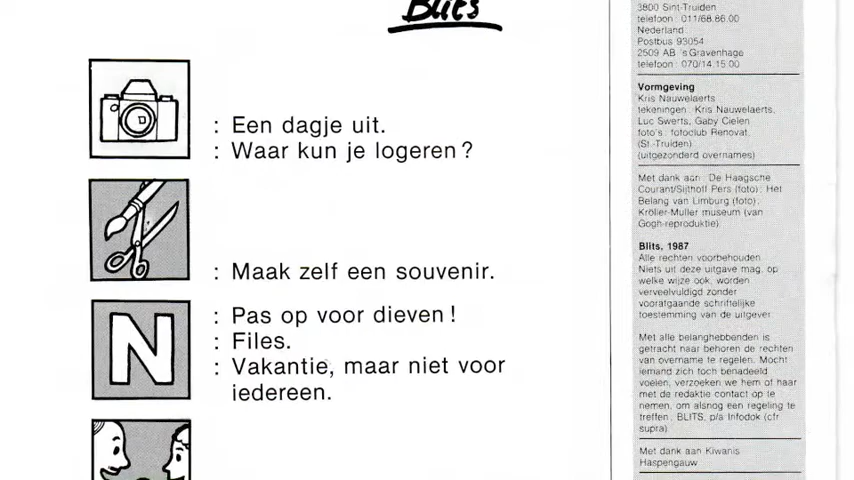 Blits
: Een dagje uit.
: Waar kun je logeren?
: Maak zelf een souvenir.
N
: Pas op voor dieven!
: Files.
: Vakantie, maar niet voor
iedereen.
3800 Sint-Truiden
telefoon : 011/68.86.00
Nederland :
Postbus 93054
2509 AB 's Gravenhage
telefoon : 070/14.15.00
Vormgeving
Kris Nauwelaerts
tekeningen : Kris Nauwelaerts,
Luc Swerts, Gaby Cielen
foto's : fotoclub Renovat,
(St.-Truiden)
(uitgezonderd overnames)
Met dank aan : De Haagsche
Courant/Sijthoff Pers (foto), Het
Belang van Limburg (foto),
Kröller-Muller museum (van
Gogh-reproduktie).
Blits, 1987
Alle rechten voorbehouden.
Niets uit deze uitgave mag, op
welke wijze ook, worden
verveelvuldigd zonder
voorafgaande schriftelijke
toestemming van de uitgever.
Met alle belanghebbenden is
getracht naar behoren de rechten
van overname te regelen. Mocht
iemand zich toch benadeeld
voelen, verzoeken we hem of haar
met de redaktie contact op te
nemen, om alsnog een regeling te
treffen : BLITS, p/a Infodok (cfr.
supra).
Met dank aan Kiwanis
Haspengauw